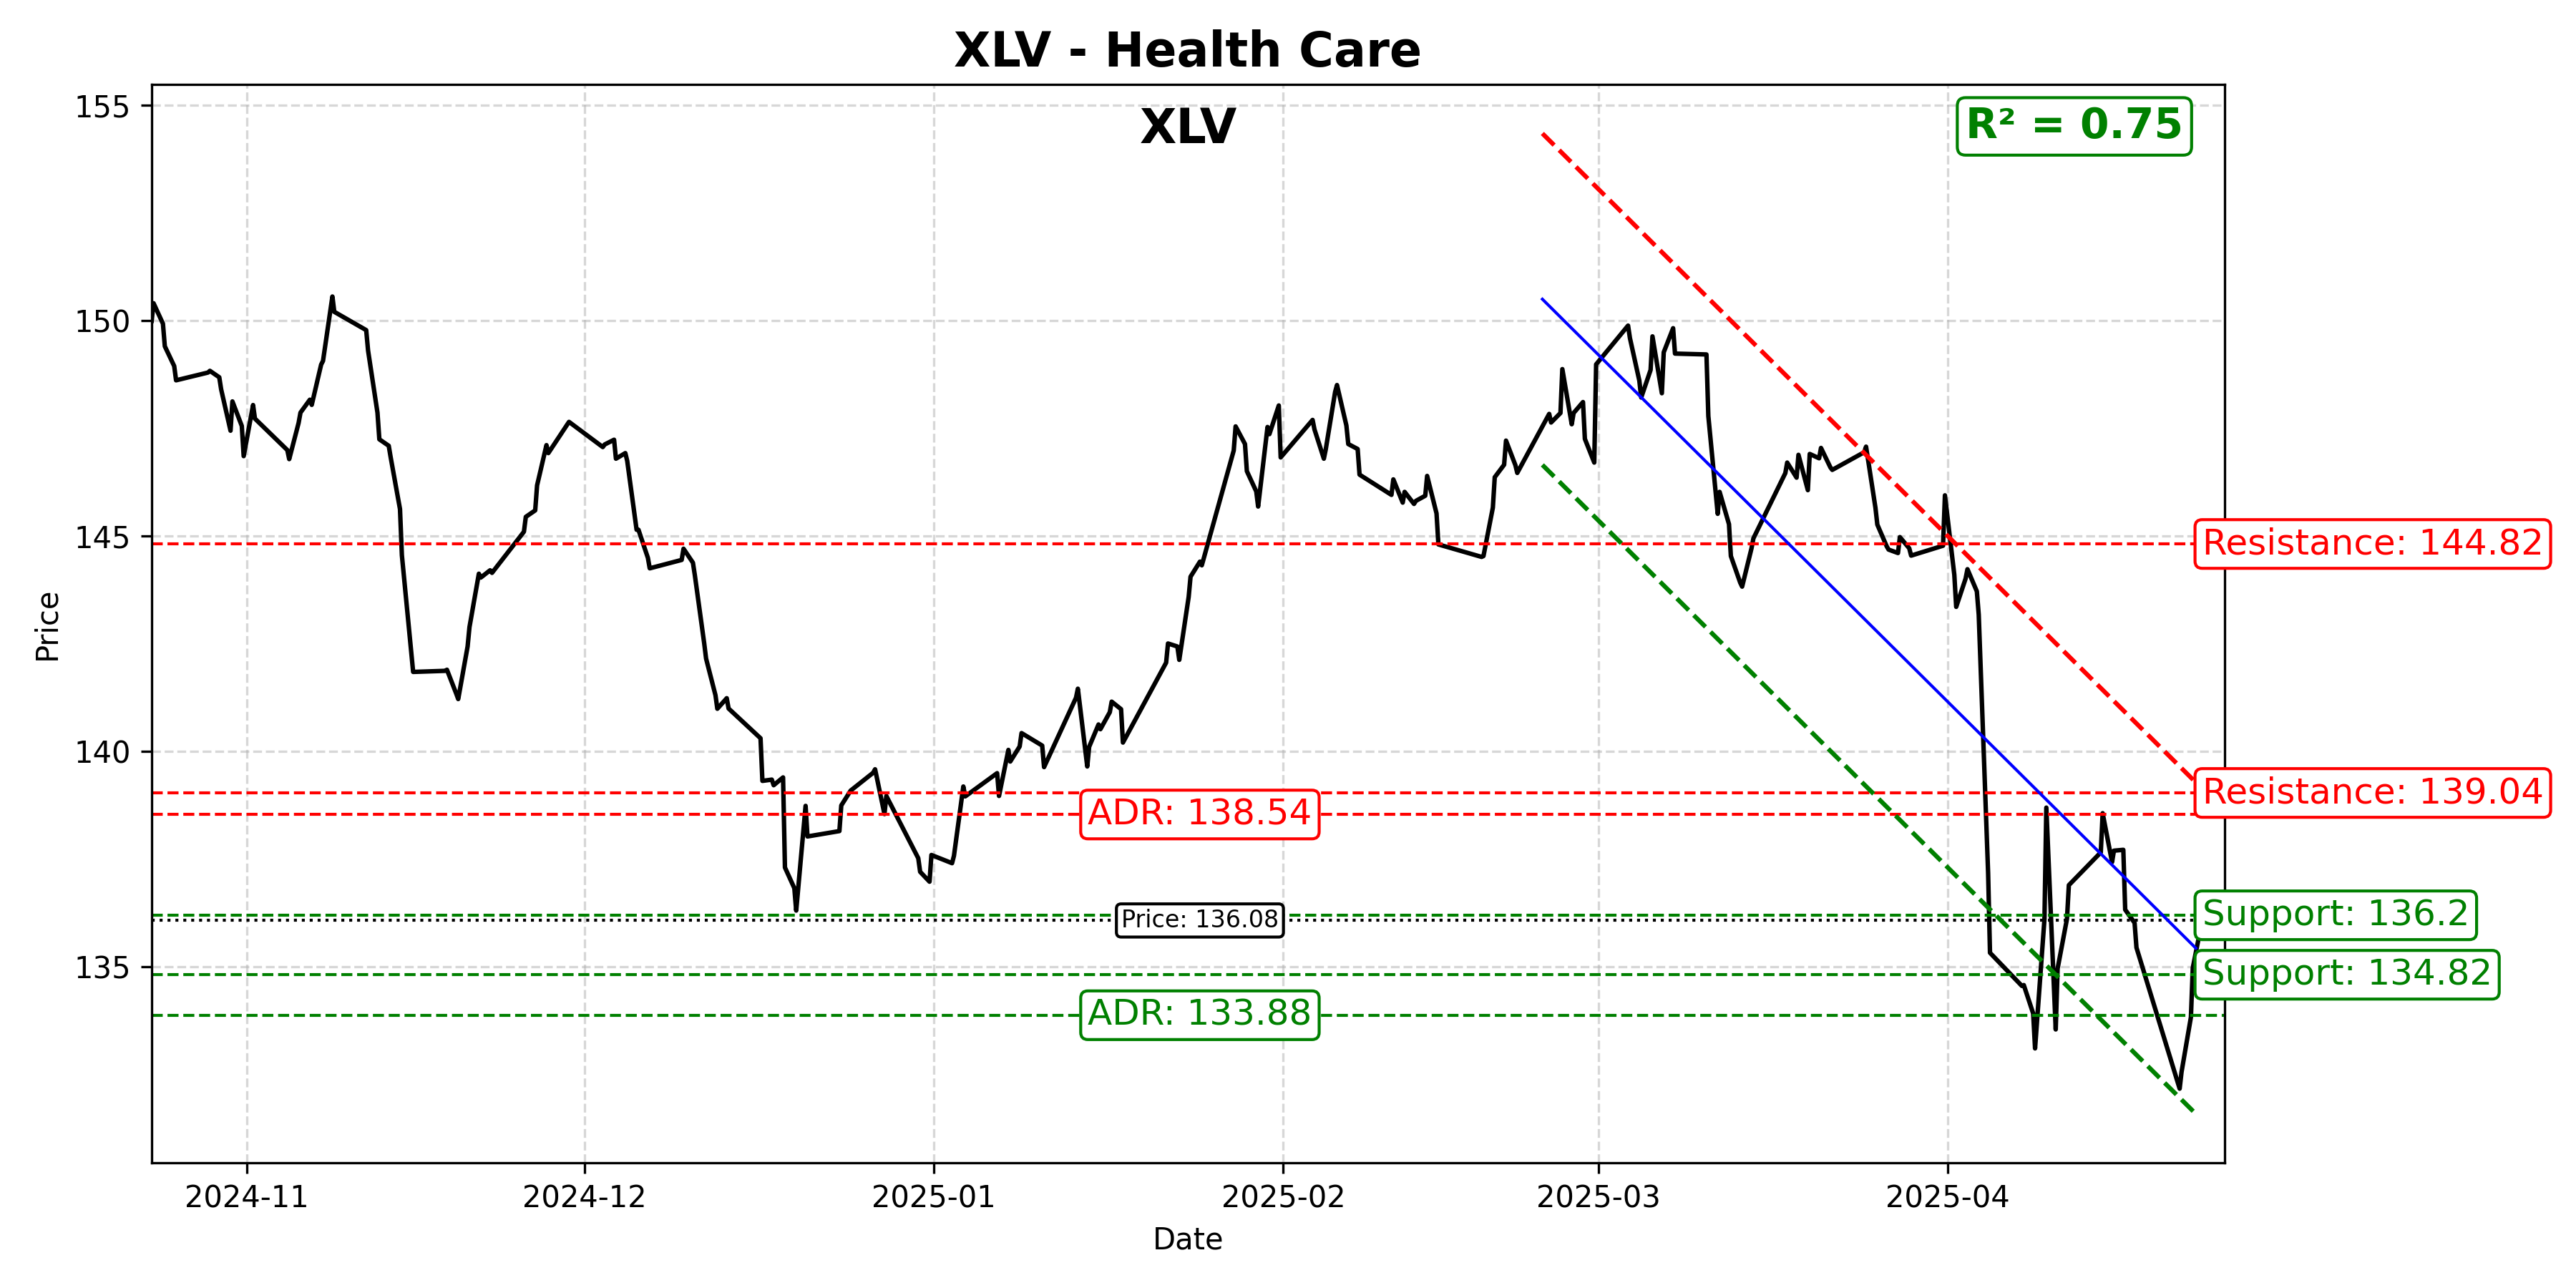 XLV - Health Care
XLV
R² = 0.75
155
150
145
140
135
Price
Resistance: 144.82
Resistance: 139.04
ADR: 138.54
Price: 136.08
Support: 136.2
Support: 134.82
ADR: 133.88
2024-11
2024-12
2025-01
2025-02
2025-03
2025-04
Date